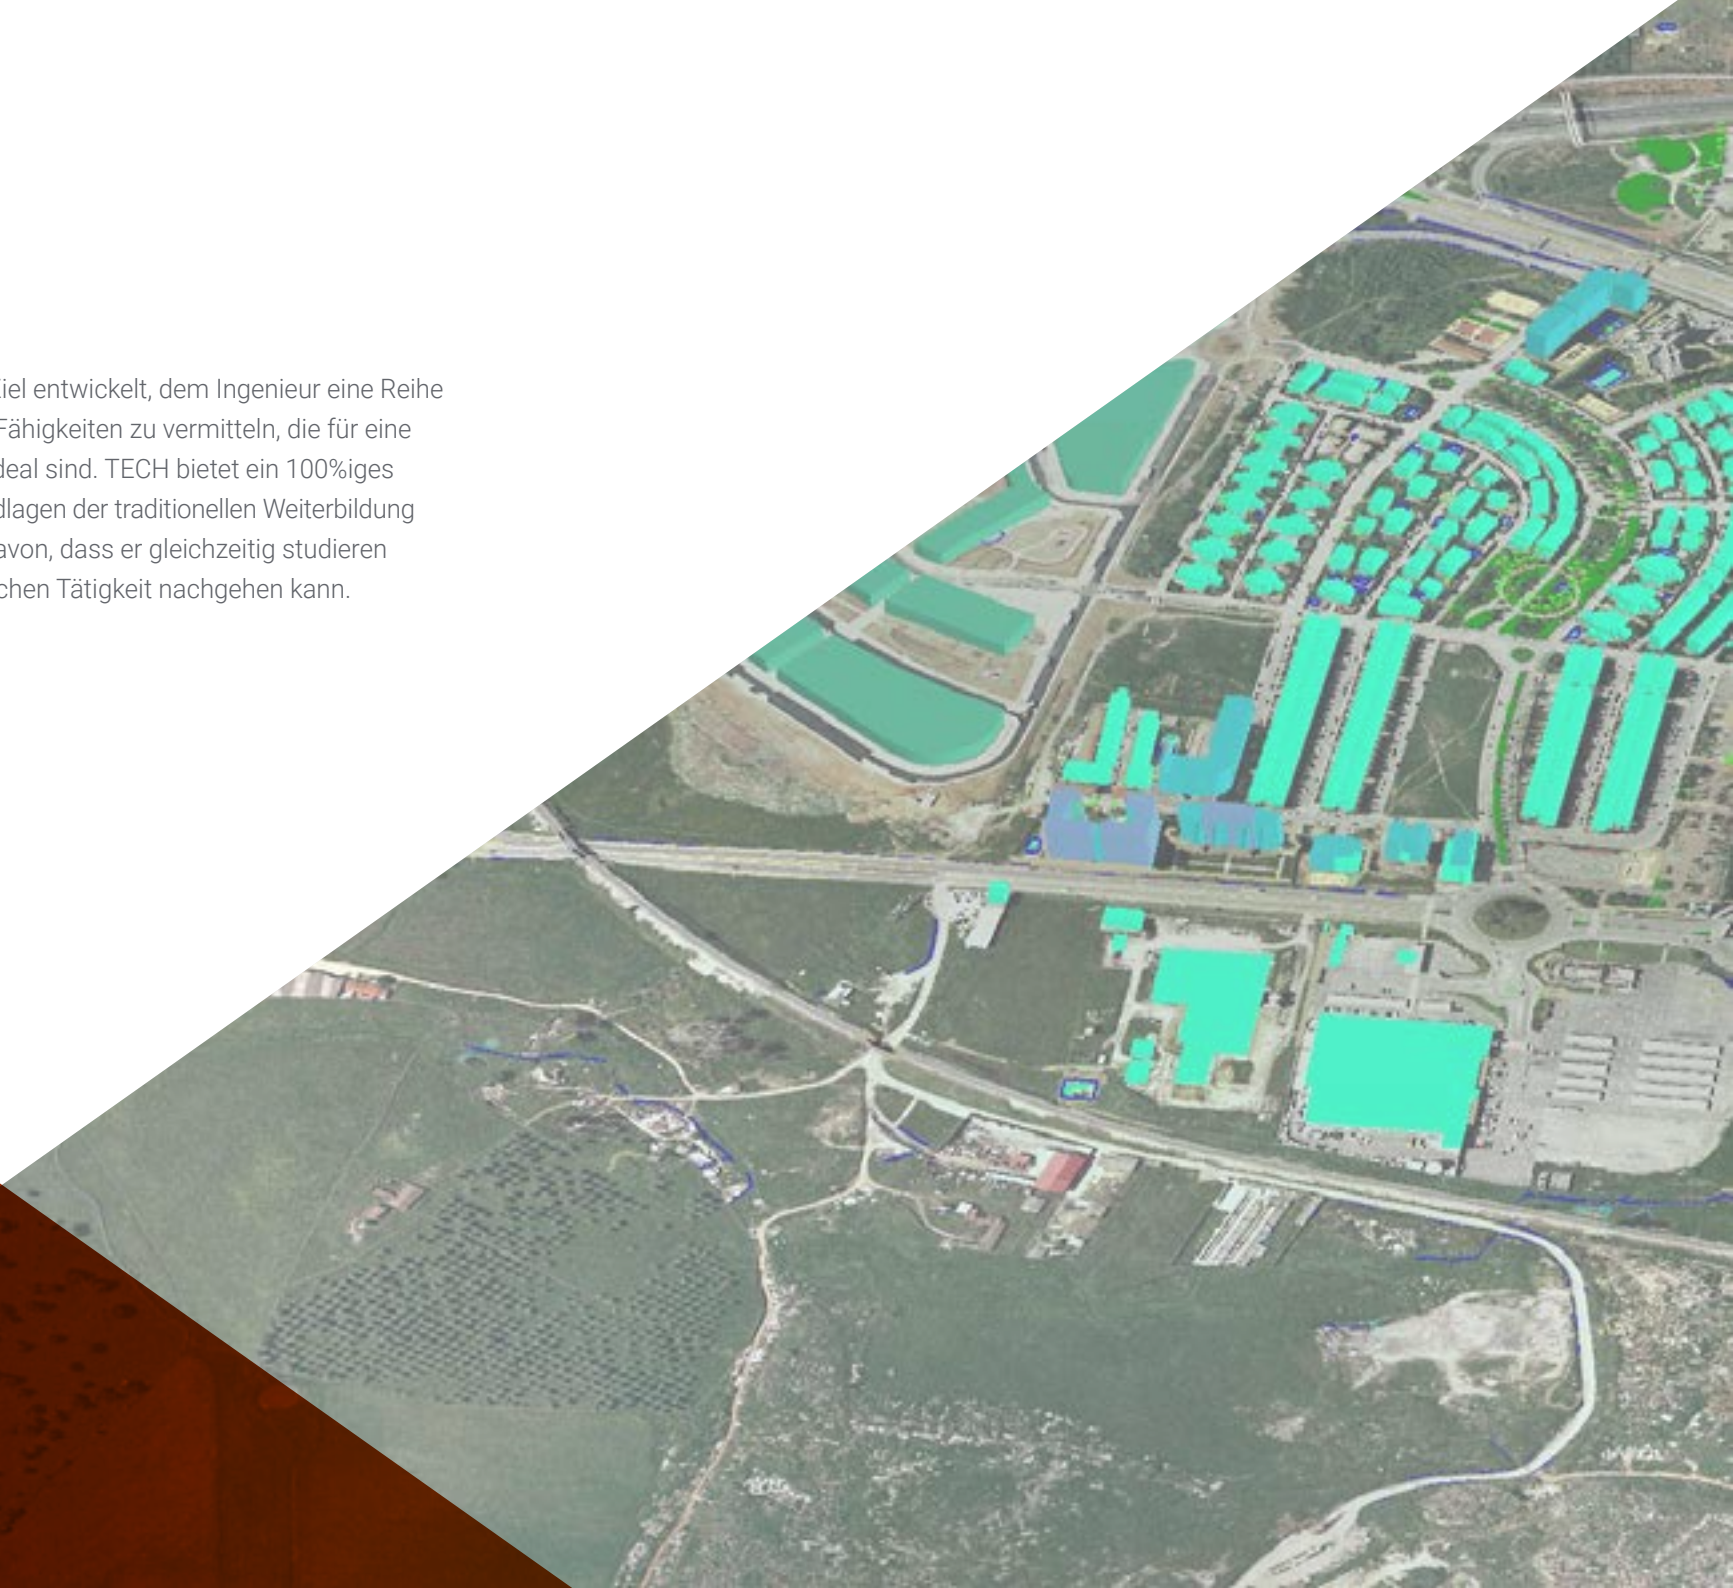 iel entwickelt, dem Ingenieur eine Reihe
Fähigkeiten zu vermitteln, die für eine
deal sind. TECH bietet ein 100%iges
dlagen der traditionellen Weiterbildung
avon, dass er gleichzeitig studieren
chen Tätigkeit nachgehen kann.